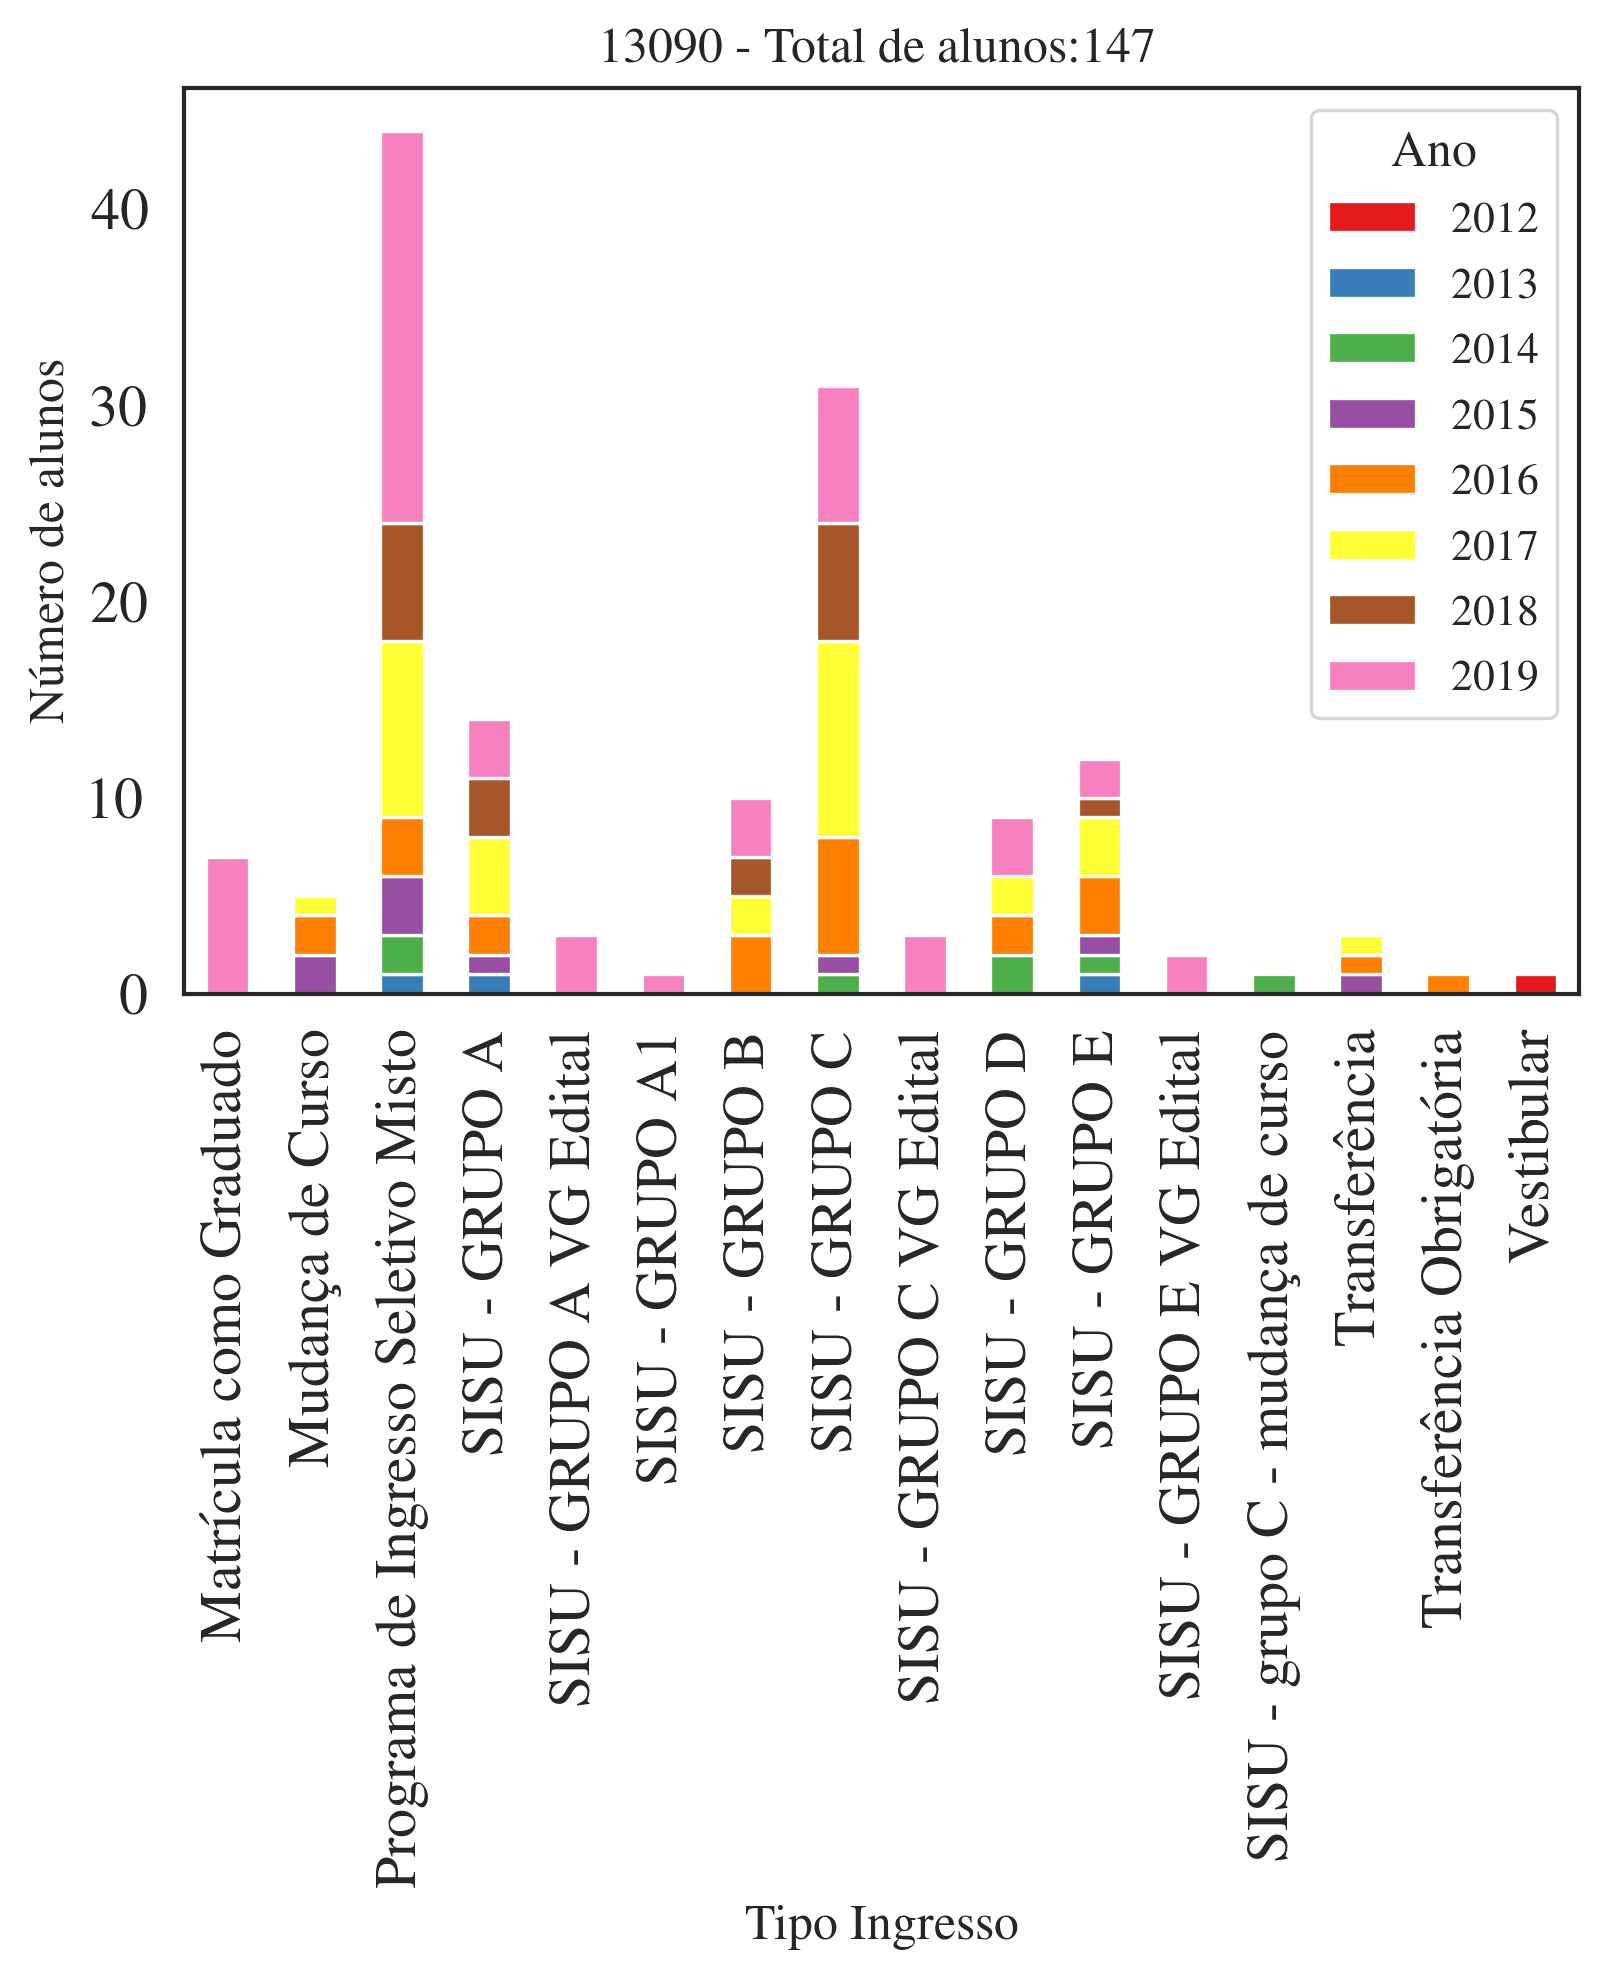 13090 - Total de alunos:147
Número de alunos
40
30
20
10
0
Ano
2012
2013
2014
2015
2016
2017
2018
2019
Matrícula como Graduado
Mudança de Curso
Programa de Ingresso Seletivo Misto
SISU - GRUPO A
SISU - GRUPO A VG Edital
SISU - GRUPO A1
SISU - GRUPO B
SISU - GRUPO C
SISU - GRUPO C VG Edital
SISU - GRUPO D
SISU - GRUPO E
SISU - GRUPO E VG Edital
SISU - grupo C - mudança de curso
Transferência
Transferência Obrigatória
Vestibular
Tipo Ingresso